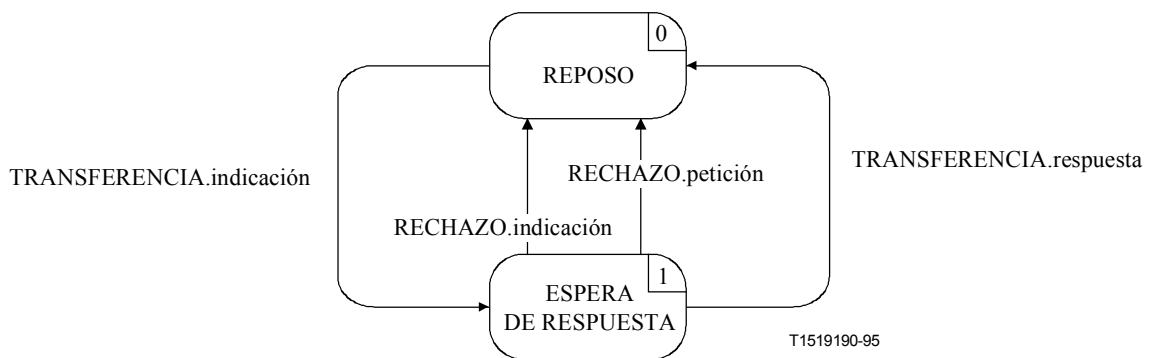 0
REPOSO
TRANSFERENCIA.indicación
RECHAZO.petición
TRANSFERENCIA.respuesta
RECHAZO.indicación
1
ESPERA
DE RESPUESTA
T1519190-95